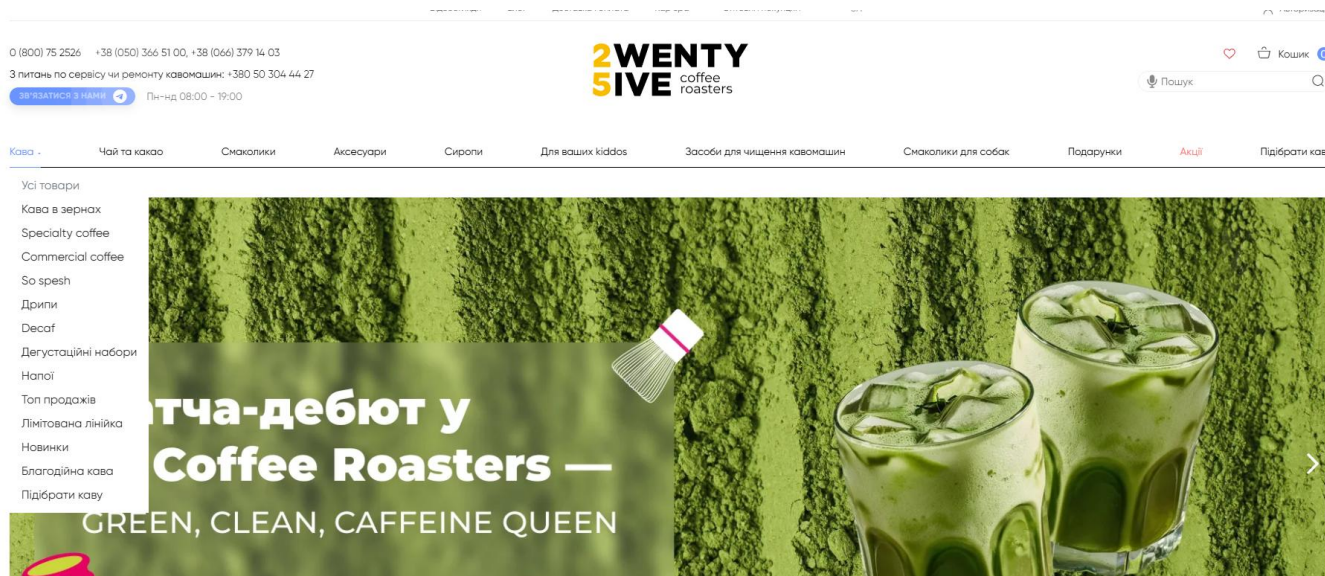 0 (800) 75 2526 +38 (050) 366 51 00, +38 (066) 379 14 03
З питань по сервісу чи ремонту кавомашин: +380 50 304 44 27
ЗВ'ЯЗАТИСЯ З НАМИ Пн-нд 08:00 - 19:00
2WENTY
5IVE coffee roasters
Кошик
Пошук
Кава Чай та какао Смаколики Аксесуари Сиропи Для ваших kiddos Засоби для чищення кавомашин Смаколики для собак Подарунки Акції Підібрати кав
Усі товари
Кава в зернах
Specialty coffee
Commercial coffee
So spesh
Дрипи
Decaf
Дегустаційні набори
Напої
Топ продажів
Лімітована лінійка
Новинки
Благодійна кава
Підібрати каву
тча-дебют у
Coffee Roasters —
GREEN, CLEAN, CAFFEINE QUEEN